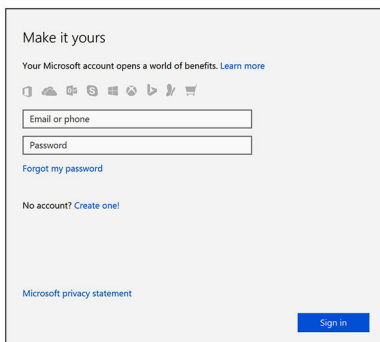 Make it yours
Your Microsoft account opens a world of benefits. Learn more
Email or phone
Password
Forgot my password
No account? Create one!
Microsoft privacy statement
Sign in